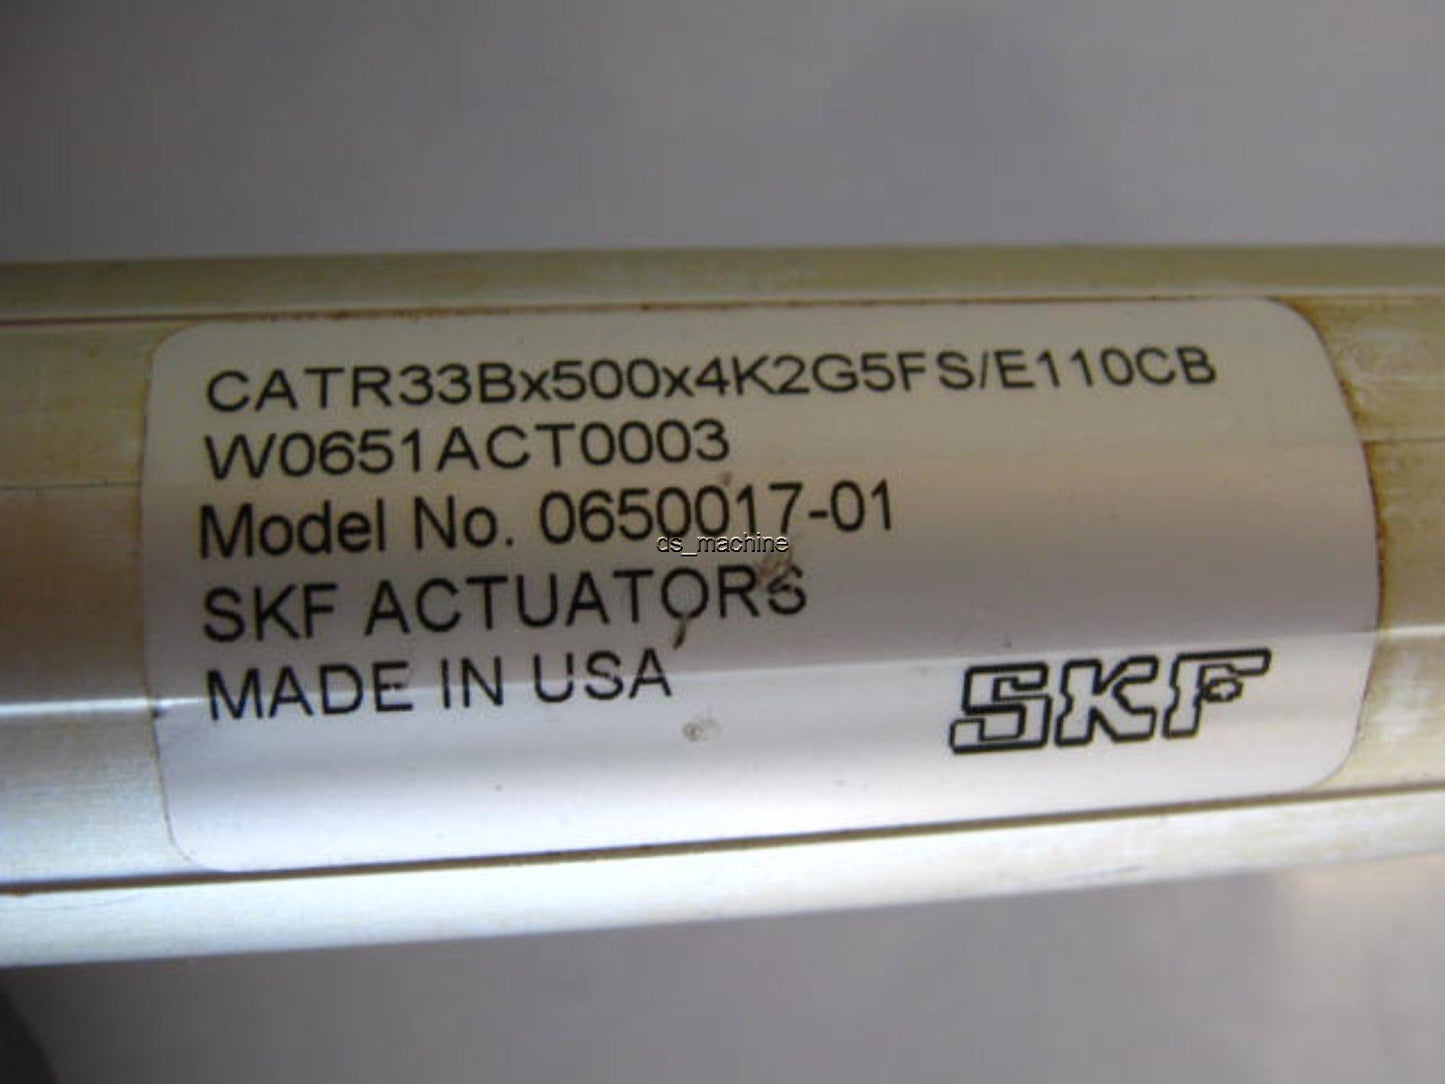 CATR33Bx500x4K2G5FS/E110CB
W0651ACT0003
Model No. 0650017-01
ds_machine
SKF ACTUATORS
MADE IN USA
SKF